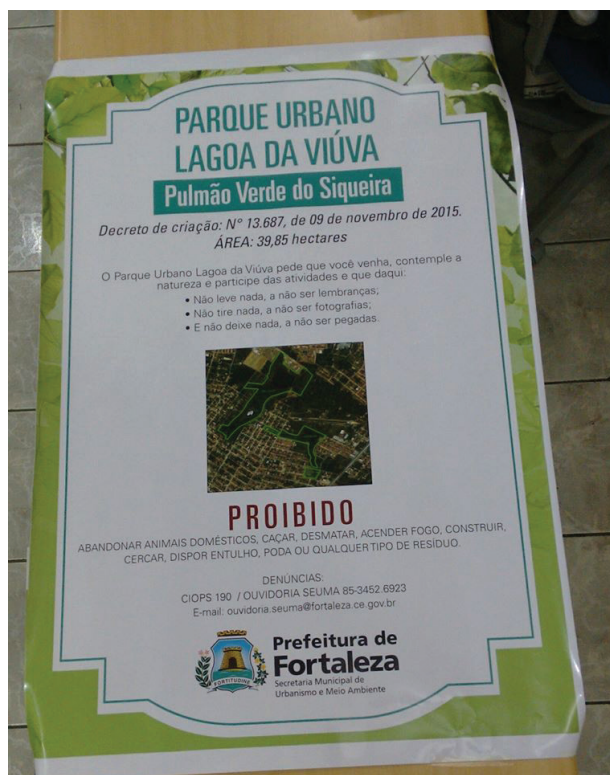 PARQUE URBANO
LAGOA DA VIÚVA
Pulmão Verde do Siqueira
Decreto de criação: N° 13.687, de 09 de novembro de 2015.
ÁREA: 39,85 hectares
O Parque Urbano Lagoa da Viúva pede que você venha, contemple a
natureza e participe das atividades e que daqui:
• Não leve nada, a não ser lembranças;
• Não tire nada, a não ser fotografias;
• E não deixe nada, a não ser pegadas.
PROIBIDO
ABANDONAR ANIMAIS DOMÉSTICOS, CAÇAR, DESMATAR, ACENDER FOGO, CONSTRUIR,
CERCAR, DISPOR ENTULHO, PODA OU QUALQUER TIPO DE RESÍDUO.
DENÚNCIAS:
CIOPS 190 / OUVIDORIA SEUMA 85-3452.6923
E-mail: ouvidoria.seuma@fortaleza.ce.gov.br
FORTITUDINE
Prefeitura de
Fortaleza
Secretaria Municipal de
Urbanismo e Meio Ambiente